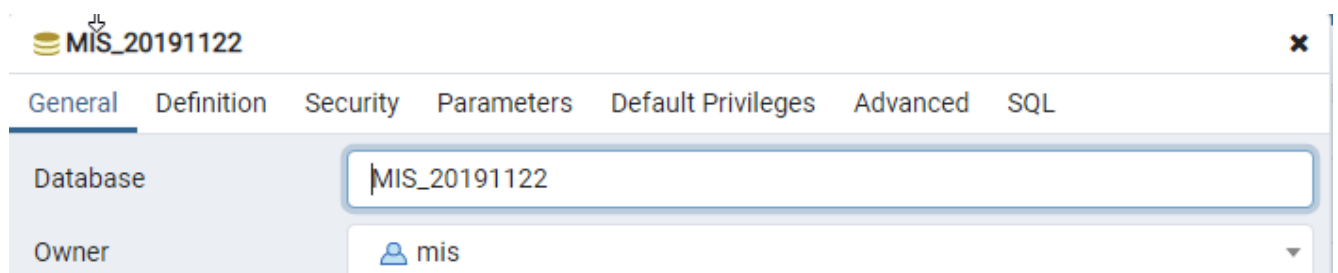 MIS_20191122
General Definition Security Parameters Default Privileges Advanced SQL
Database MIS_20191122
Owner mis